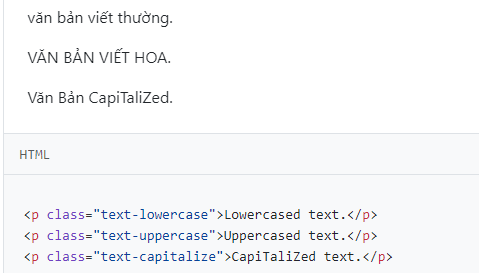 văn bản viết thường.
VĂN BẢN VIẾT HOA.
Văn Bản CapiTaliZed.
HTML
<p class="text-lowercase">Lowercased text.</p>
<p class="text-uppercase">Uppercased text.</p>
<p class="text-capitalize">CapiTaliZed text.</p>